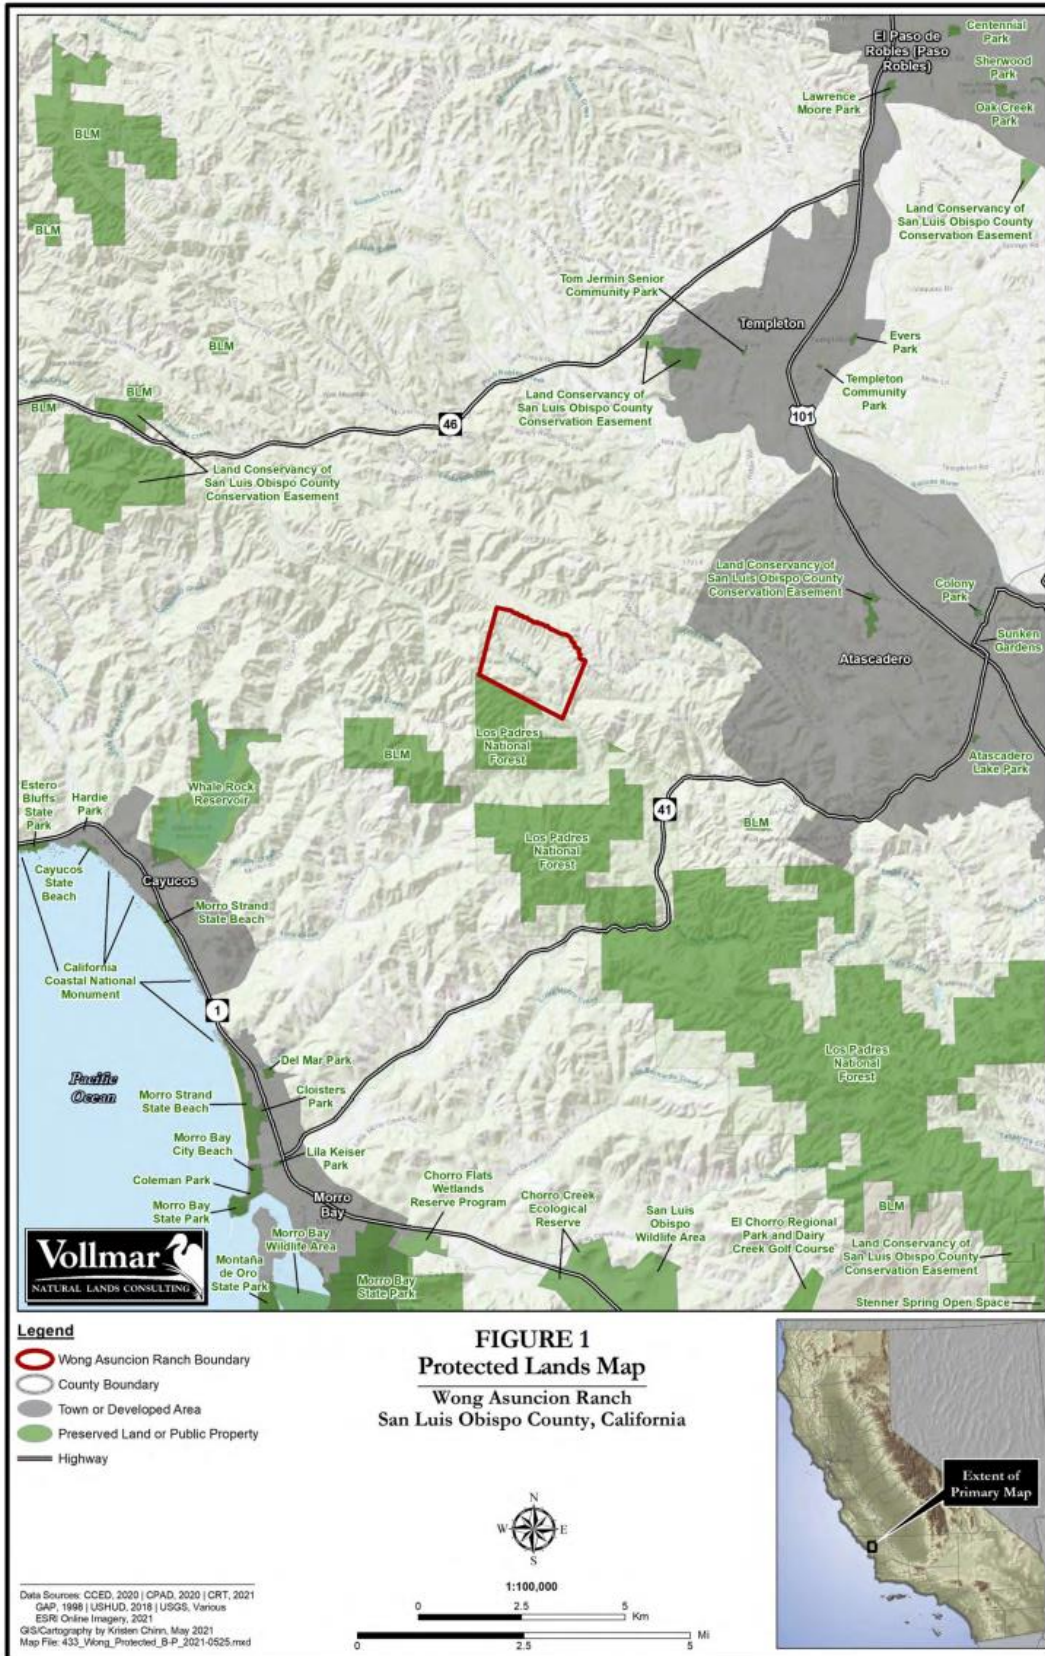 El Paso de
Robles (Paso
Robles)
Centennial
Park
Sherwood
Park
Oak Creek
Park
Lawrence
Moore Park
BLM
BLM
Land Conservancy of
San Luis Obispo County
Conservation Easement
Tom Jermin Senior
Community Park
Templeton
Evers
Park
BLM
Templeton
Community
Park
BLM
BLM
Land Conservancy of
San Luis Obispo County
Conservation Easement
46
101
Land Conservancy of
San Luis Obispo County
Conservation Easement
Land Conservancy of
San Luis Obispo County
Conservation Easement
Colony
Park
Sunken
Gardens
Atascadero
Los Padres
National
Forest
BLM
Atascadero
Lake Park
Whale Rock
Reservoir
Estero
Bluffs
State
Park
Hardie
Park
41
BLM
Los Padres
National
Forest
Cayucos
State
Beach
Cayucos
Morro Strand
State Beach
California
Coastal National
Monument
1
Los Padres
National
Forest
Pacific
Ocean
Del Mar Park
Cloisters
Park
Morro Strand
State Beach
Morro Bay
City Beach
Lila Keiser
Park
Coleman Park
Morro Bay
State Park
Morro
Bay
Chorro Flats
Wetlands
Reserve Program
Chorro Creek
Ecological
Reserve
San Luis
Obispo
Wildlife Area
El Chorro Regional
Park and Dairy
Creek Golf Course
BLM
Land Conservancy of
San Luis Obispo County
Conservation Easement
Stenner Spring Open Space
Morro Bay
Wildlife Area
Montaña
de Oro
State Park
Morro Bay
State Park
Vollmar
NATURAL LANDS CONSULTING
Legend
Wong Asuncion Ranch Boundary
County Boundary
Town or Developed Area
Preserved Land or Public Property
Highway
FIGURE 1
Protected Lands Map
Wong Asuncion Ranch
San Luis Obispo County, California
N
W E
S
1:100,000
0 2.5 5 Km
0 2.5 5 Mi
Extent of
Primary Map
Data Sources: CCED, 2020 | CPAD, 2020 | CRT, 2021
GAP, 1998 | USHUD, 2018 | USGS, Various
ESRI Online Imagery, 2021
GIS/Cartography by Kristen Chinn, May 2021
Map File: 433_Wong_Protected_B-P_2021-0525.mxd